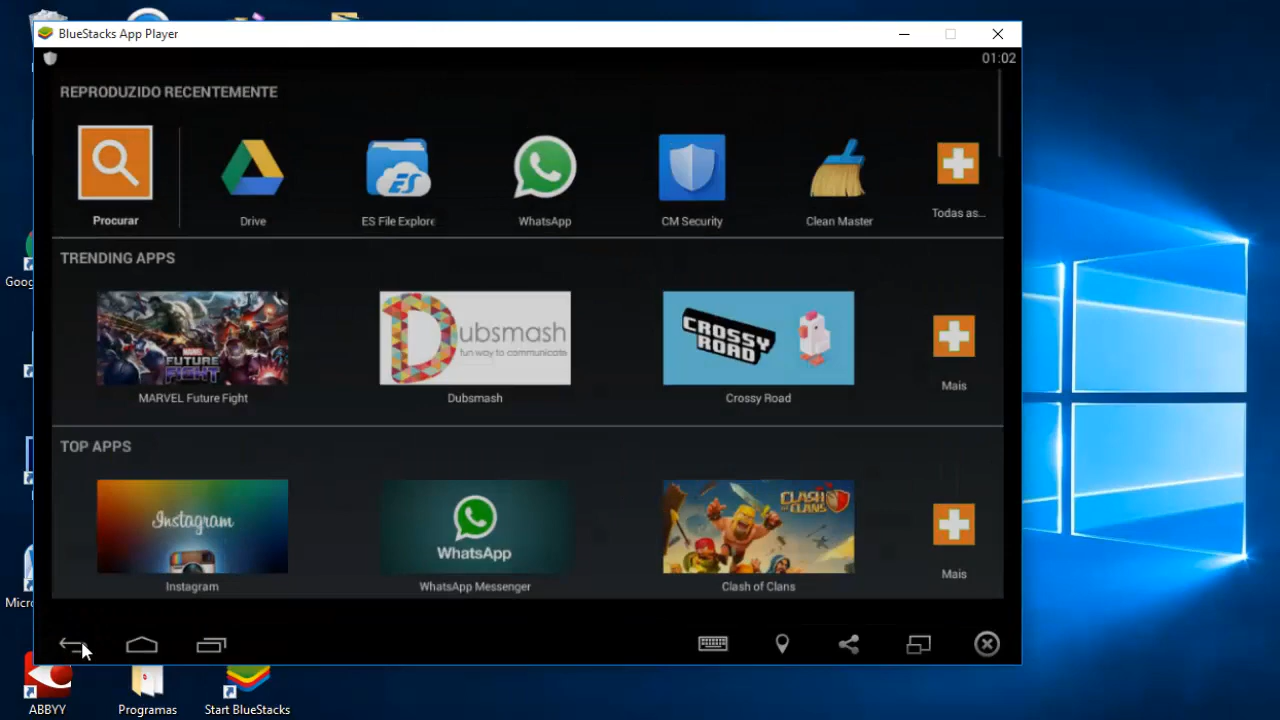 BlueStacks App Player
01:02
REPRODUZIDO RECENTEMENTE
Procurar
Drive
ES File Explore
WhatsApp
CM Security
Clean Master
Todas as...
TRENDING APPS
MARVEL FUTURE FIGHT
Dubsmash
fun way to communicate
CROSSY ROAD
MARVEL Future Fight
Dubsmash
Crossy Road
Mais
TOP APPS
Instagram
WhatsApp
CLASH OF CLANS
Instagram
WhatsApp Messenger
Clash of Clans
Mais
Goog
Micro
ABBYY
Programas
Start BlueStacks